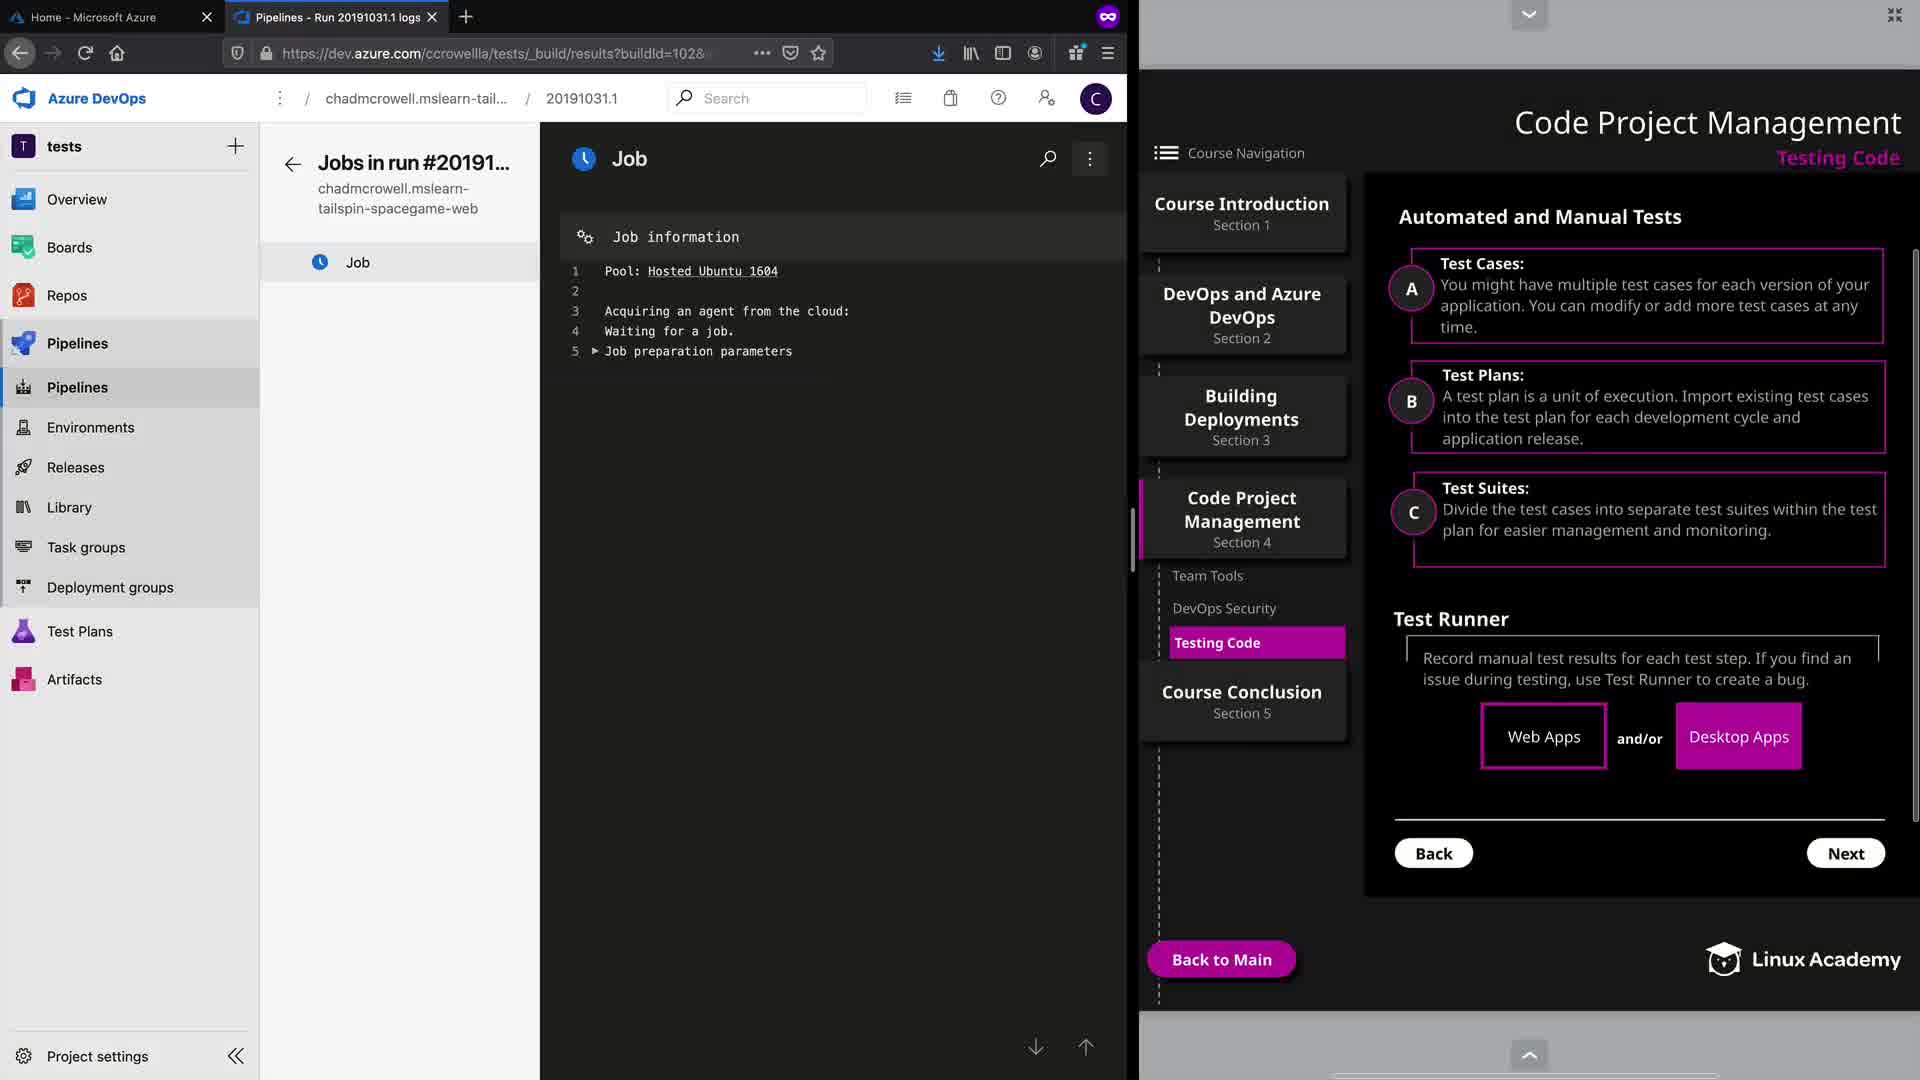 Home - Microsoft Azure
Pipelines - Run 20191031.1 logs
https://dev.azure.com/ccrowellla/tests/_build/results?buildId=102&
Azure DevOps
chadmcrowell.mslearn-tail... / 20191031.1
Search
C
T
tests
Overview
Boards
Repos
Pipelines
Pipelines
Environments
Releases
Library
Task groups
Deployment groups
Test Plans
Artifacts
Project settings
Jobs in run #20191...
chadmcrowell.mslearn-
tailspin-spacegame-web
Job
Job
Job information
1 Pool: Hosted Ubuntu 1604
2
3 Acquiring an agent from the cloud:
4 Waiting for a job.
5 Job preparation parameters
Code Project Management
Testing Code
Course Navigation
Course Introduction
Section 1
DevOps and Azure
DevOps
Section 2
Building
Deployments
Section 3
Code Project
Management
Section 4
Team Tools
DevOps Security
Testing Code
Course Conclusion
Section 5
Back to Main
Automated and Manual Tests
A
Test Cases:
You might have multiple test cases for each version of your
application. You can modify or add more test cases at any
time.
B
Test Plans:
A test plan is a unit of execution. Import existing test cases
into the test plan for each development cycle and
application release.
C
Test Suites:
Divide the test cases into separate test suites within the test
plan for easier management and monitoring.
Test Runner
Record manual test results for each test step. If you find an
issue during testing, use Test Runner to create a bug.
Web Apps
and/or
Desktop Apps
Back
Next
Linux Academy